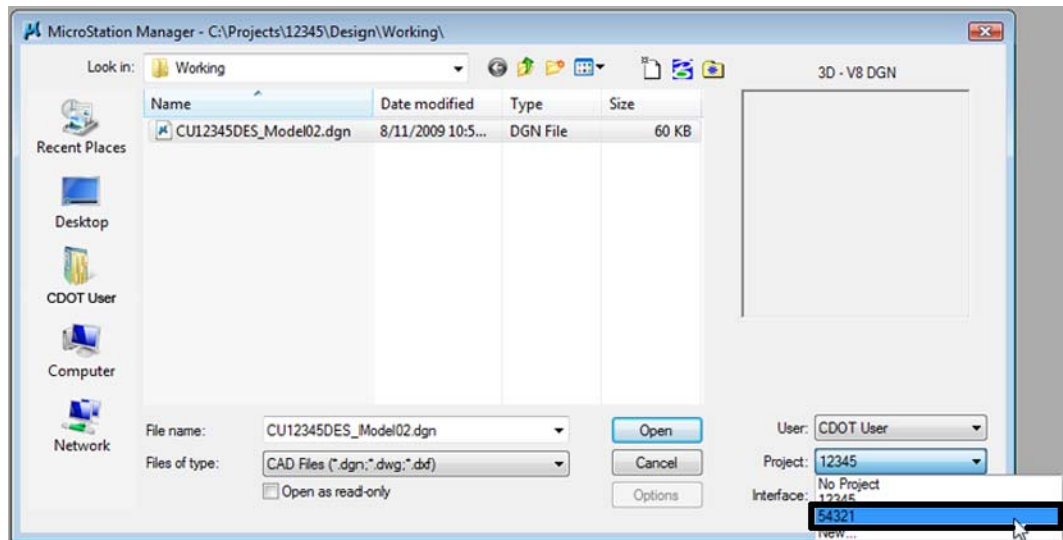 MicroStation Manager - C:\Projects\12345\Design\Working\
Look in: Working
3D - V8 DGN
Name Date modified Type Size
CU12345DES_Model02.dgn 8/11/2009 10:5... DGN File 60 KB
Recent Places
Desktop
CDOT User
Computer
Network
File name: CU12345DES_Model02.dgn Open
Files of type: CAD Files (*.dgn;*.dwg;*.dxf) Cancel
Open as read-only Options
User: CDOT User
Project: 12345
Interface:
No Project
12345
54321
New...